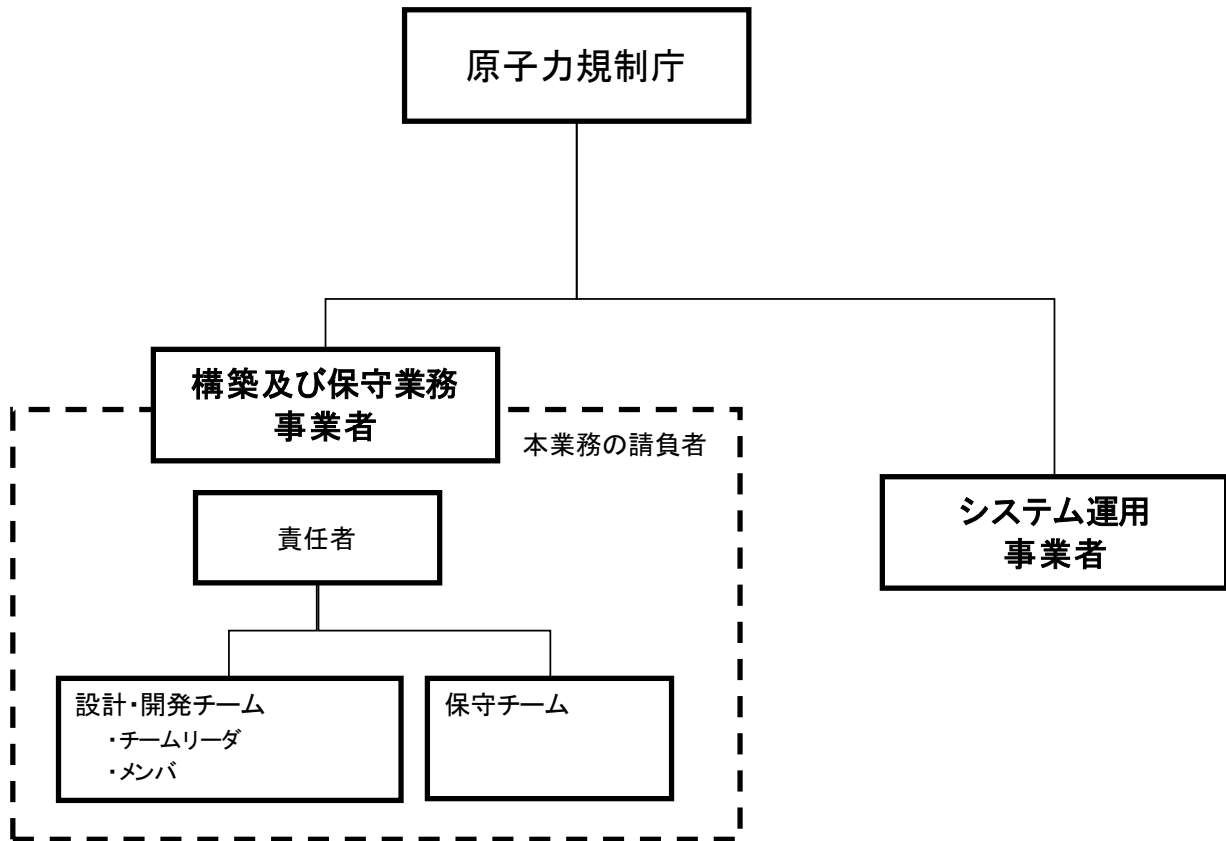 原子力規制庁
構築及び保守業務
事業者
本業務の請負者
システム運用
事業者
責任者
設計・開発チーム
・チームリーダ
・メンバ
保守チーム